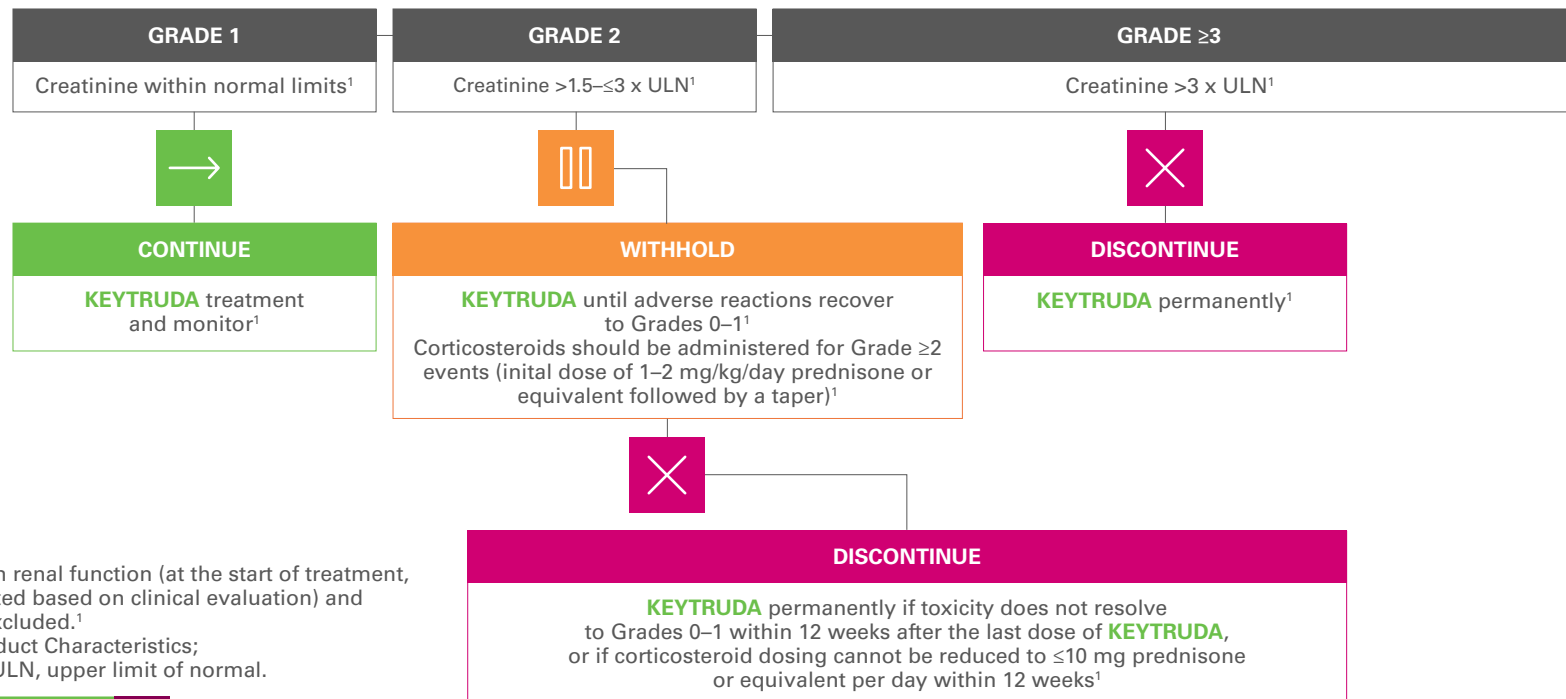 GRADE 1
Creatinine within normal limits¹
GRADE 2
Creatinine >1.5–≤3 x ULN¹
GRADE ≥3
Creatinine >3 x ULN¹
CONTINUE
KEYTRUDA treatment
and monitor¹
WITHHOLD
KEYTRUDA until adverse reactions recover
to Grades 0–1¹
Corticosteroids should be administered for Grade ≥2
events (inital dose of 1–2 mg/kg/day prednisone or
equivalent followed by a taper)¹
DISCONTINUE
KEYTRUDA permanently¹
DISCONTINUE
KEYTRUDA permanently if toxicity does not resolve
to Grades 0–1 within 12 weeks after the last dose of KEYTRUDA,
or if corticosteroid dosing cannot be reduced to ≤10 mg prednisone
or equivalent per day within 12 weeks¹
renal function (at the start of treatment,
based on clinical evaluation) and
Product Characteristics;
ULN, upper limit of normal.